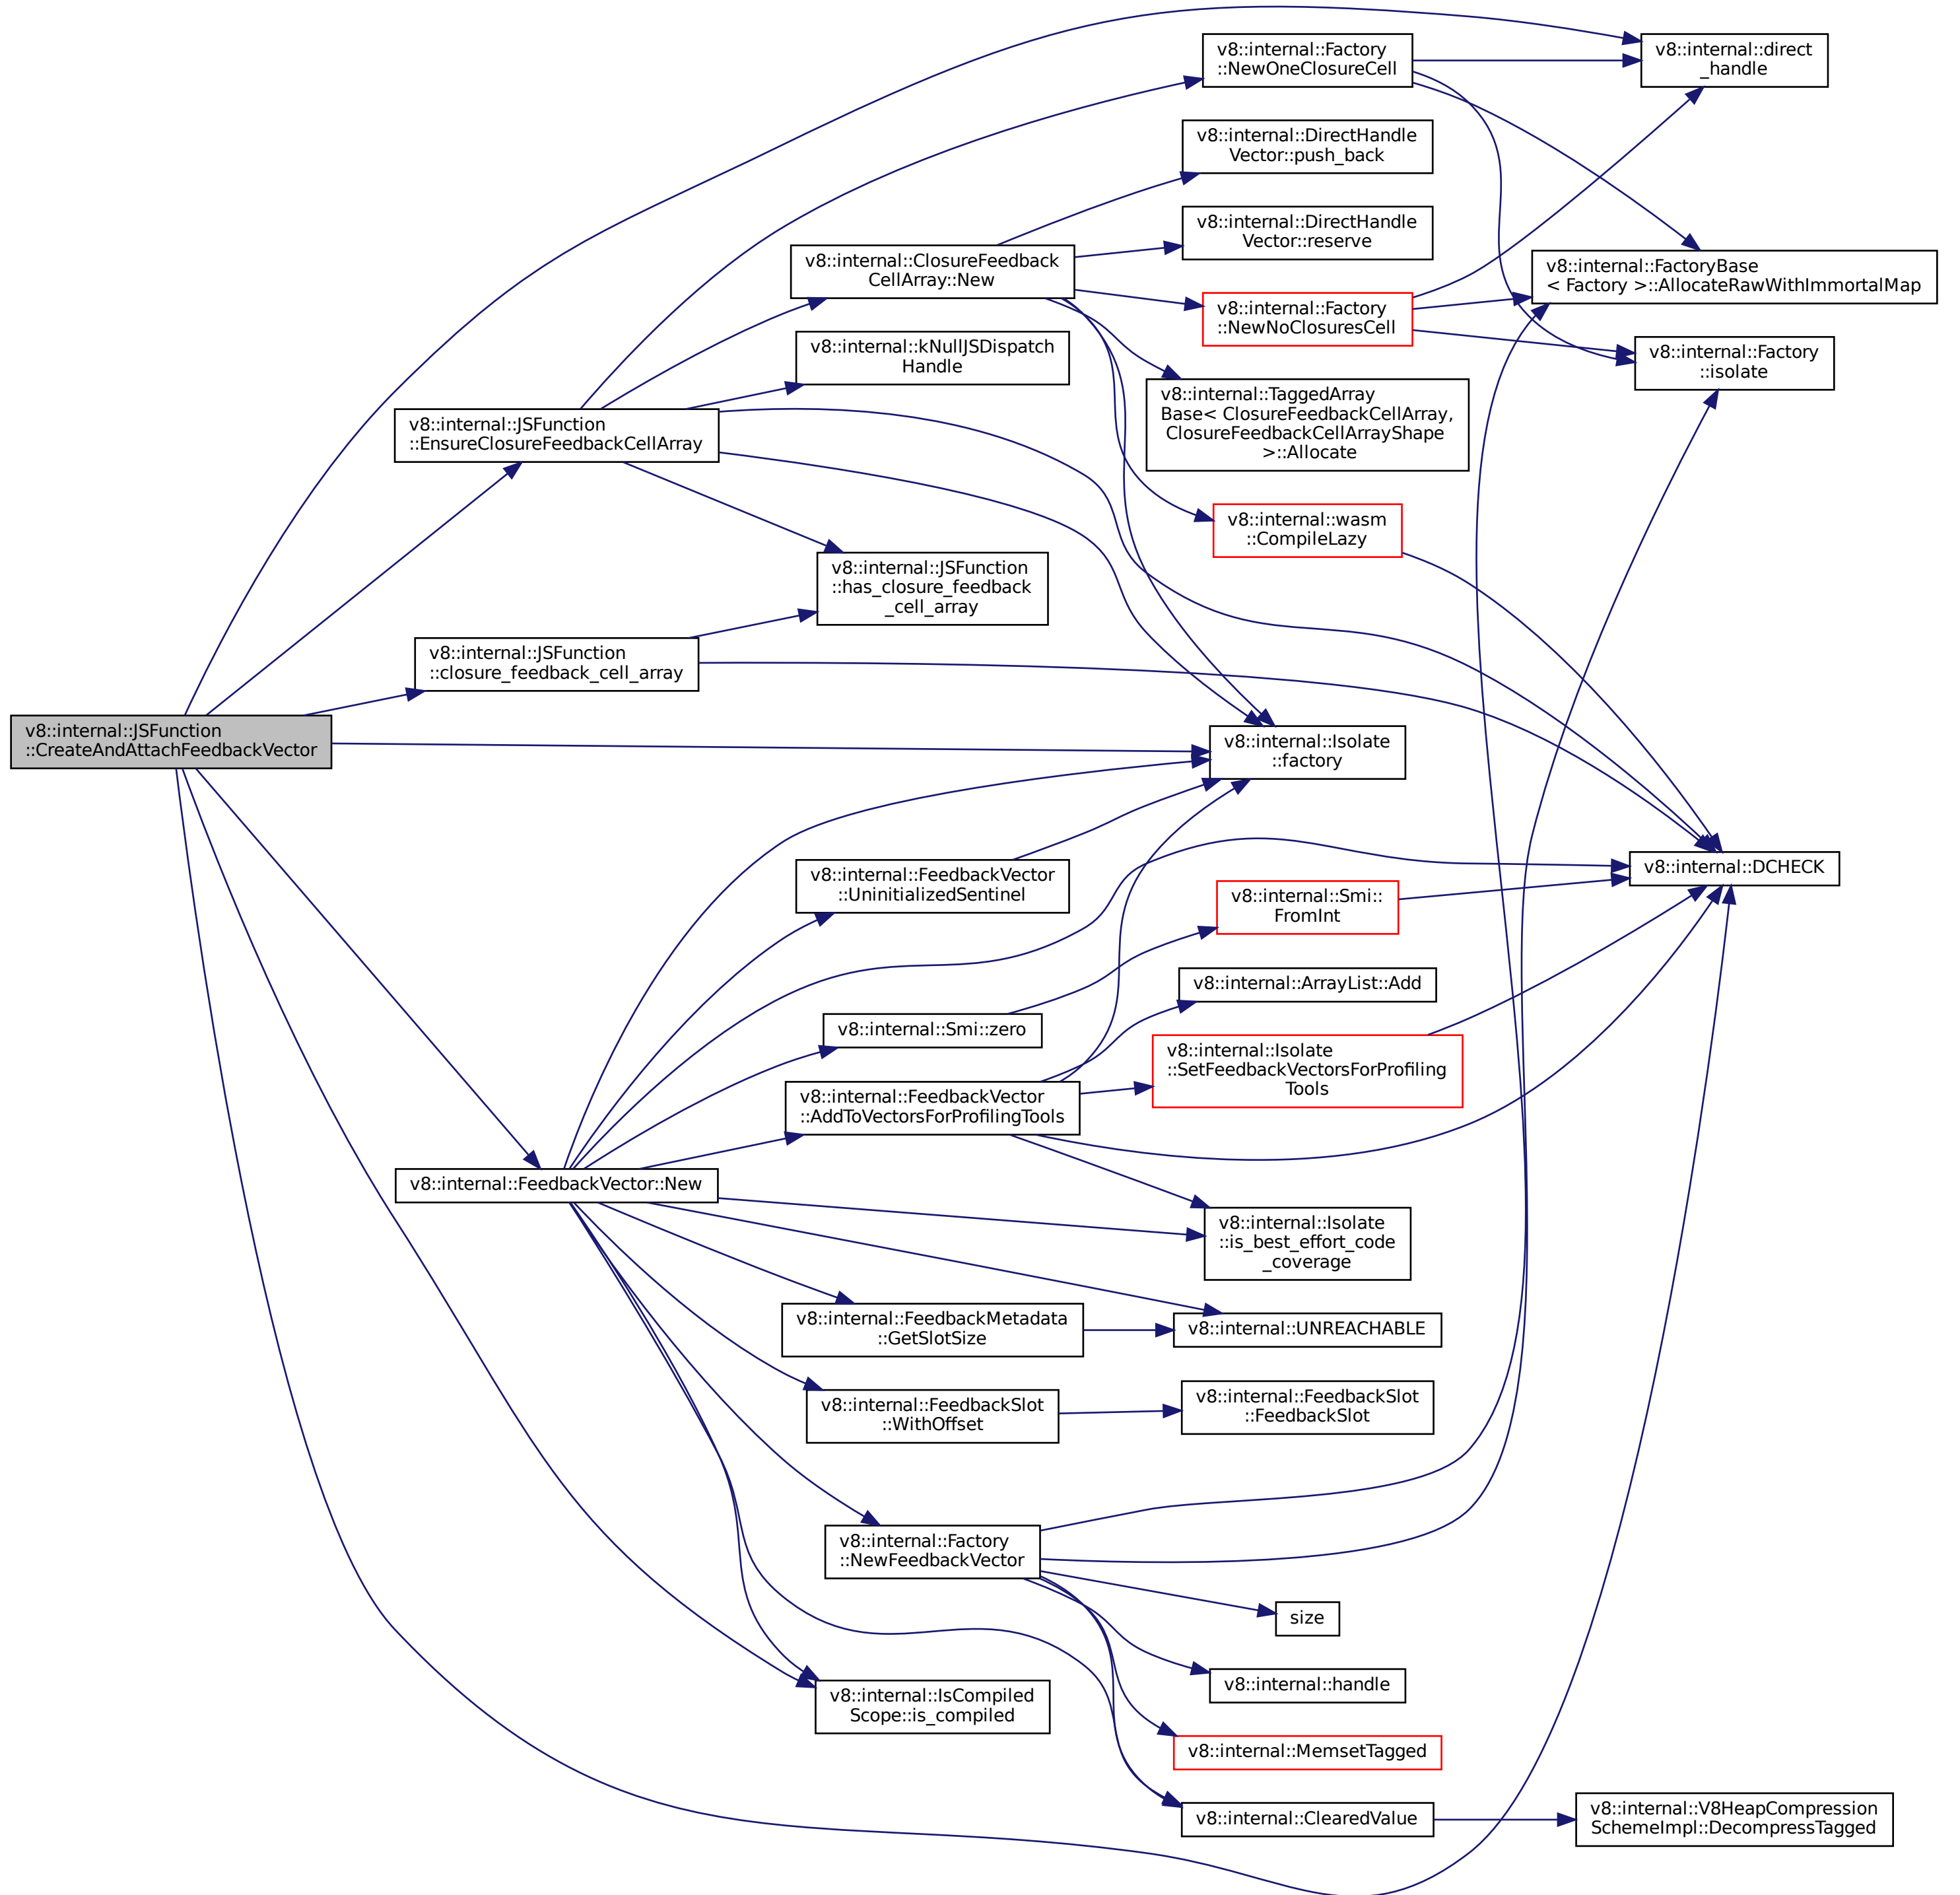 v8::internal::JSFunction
::CreateAndAttachFeedbackVector
v8::internal::JSFunction
::EnsureClosureFeedbackCellArray
v8::internal::JSFunction
::closure_feedback_cell_array
v8::internal::FeedbackVector::New
v8::internal::ClosureFeedback
CellArray::New
v8::internal::kNullJSDispatch
Handle
v8::internal::JSFunction
::has_closure_feedback
_cell_array
v8::internal::FeedbackVector
::UninitializedSentinel
v8::internal::Smi::zero
v8::internal::FeedbackVector
::AddToVectorsForProfilingTools
v8::internal::FeedbackMetadata
::GetSlotSize
v8::internal::FeedbackSlot
::WithOffset
v8::internal::Factory
::NewFeedbackVector
v8::internal::IsCompiled
Scope::is_compiled
v8::internal::Factory
::NewOneClosureCell
v8::internal::DirectHandle
Vector::push_back
v8::internal::DirectHandle
Vector::reserve
v8::internal::Factory
::NewNoClosuresCell
v8::internal::TaggedArray
Base< ClosureFeedbackCellArray,
ClosureFeedbackCellArrayShape
>::Allocate
v8::internal::wasm
::CompileLazy
v8::internal::Isolate
::factory
v8::internal::Smi::
FromInt
v8::internal::ArrayList::Add
v8::internal::Isolate
::SetFeedbackVectorsForProfiling
Tools
v8::internal::Isolate
::is_best_effort_code
_coverage
v8::internal::UNREACHABLE
v8::internal::FeedbackSlot
::FeedbackSlot
size
v8::internal::handle
v8::internal::MemsetTagged
v8::internal::ClearedValue
v8::internal::direct
_handle
v8::internal::FactoryBase
< Factory >::AllocateRawWithImmortalMap
v8::internal::Factory
::isolate
v8::internal::DCHECK
v8::internal::V8HeapCompression
SchemeImpl::DecompressTagged